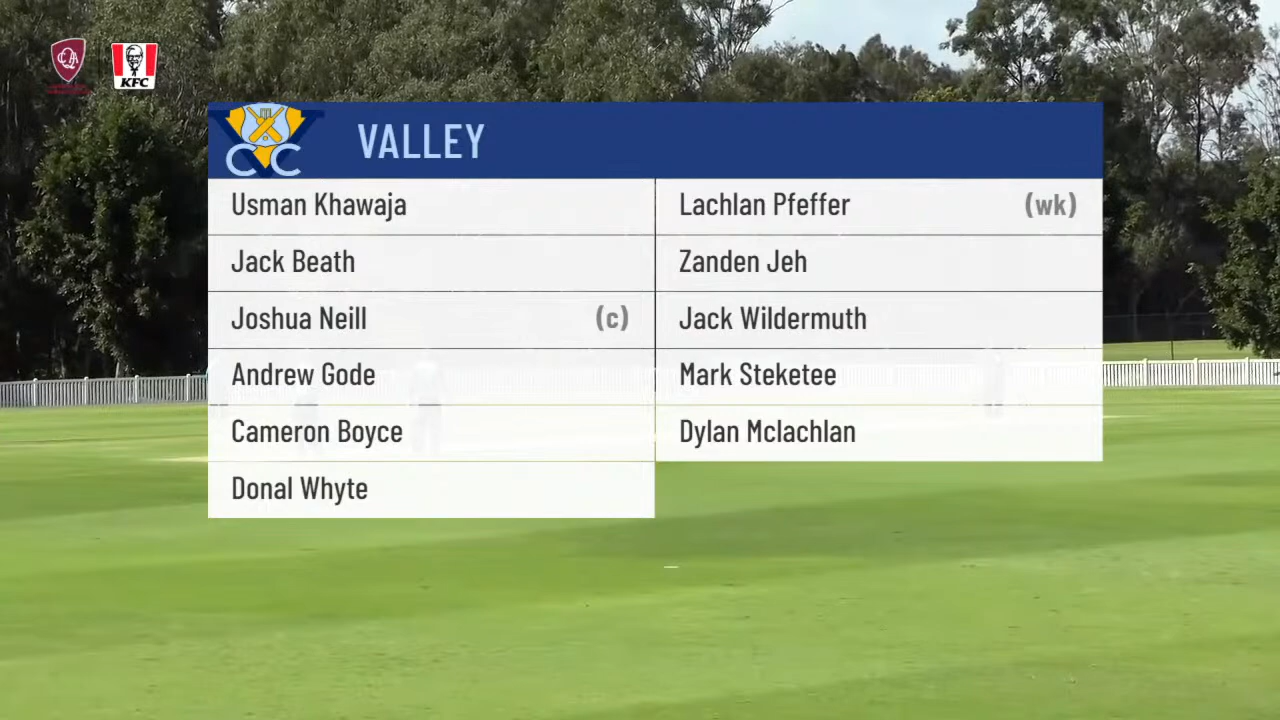 KFC
VALLEY
Usman Khawaja
Lachlan Pfeffer (wk)
Jack Beath
Zanden Jeh
Joshua Neill (c)
Jack Wildermuth
Andrew Gode
Mark Steketee
Cameron Boyce
Dylan Mclachlan
Donal Whyte